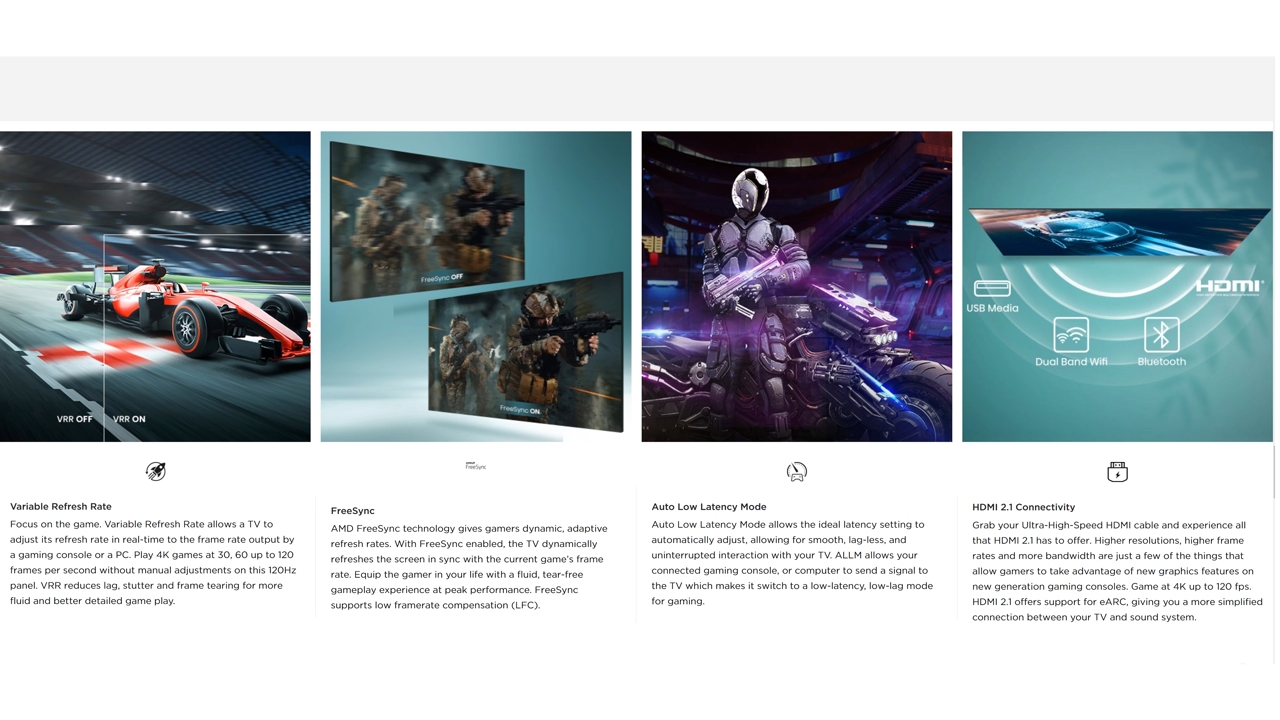 VRR OFF
VRR ON
FreeSync OFF
FreeSync ON
USB Media
HDMI
Dual Band Wifi
Bluetooth
Variable Refresh Rate
Focus on the game. Variable Refresh Rate allows a TV to
adjust its refresh rate in real-time to the frame rate output by
a gaming console or a PC. Play 4K games at 30, 60 up to 120
frames per second without manual adjustments on this 120Hz
panel. VRR reduces lag, stutter and frame tearing for more
fluid and better detailed game play.
AMD
FreeSync
FreeSync
AMD FreeSync technology gives gamers dynamic, adaptive
refresh rates. With FreeSync enabled, the TV dynamically
refreshes the screen in sync with the current game's frame
rate. Equip the gamer in your life with a fluid, tear-free
gameplay experience at peak performance. FreeSync
supports low framerate compensation (LFC).
Auto Low Latency Mode
Auto Low Latency Mode allows the ideal latency setting to
automatically adjust, allowing for smooth, lag-less, and
uninterrupted interaction with your TV. ALLM allows your
connected gaming console, or computer to send a signal to
the TV which makes it switch to a low-latency, low-lag mode
for gaming.
HDMI 2.1 Connectivity
Grab your Ultra-High-Speed HDMI cable and experience all
that HDMI 2.1 has to offer. Higher resolutions, higher frame
rates and more bandwidth are just a few of the things that
allow gamers to take advantage of new graphics features on
new generation gaming consoles. Game at 4K up to 120 fps.
HDMI 2.1 offers support for eARC, giving you a more simplified
connection between your TV and sound system.